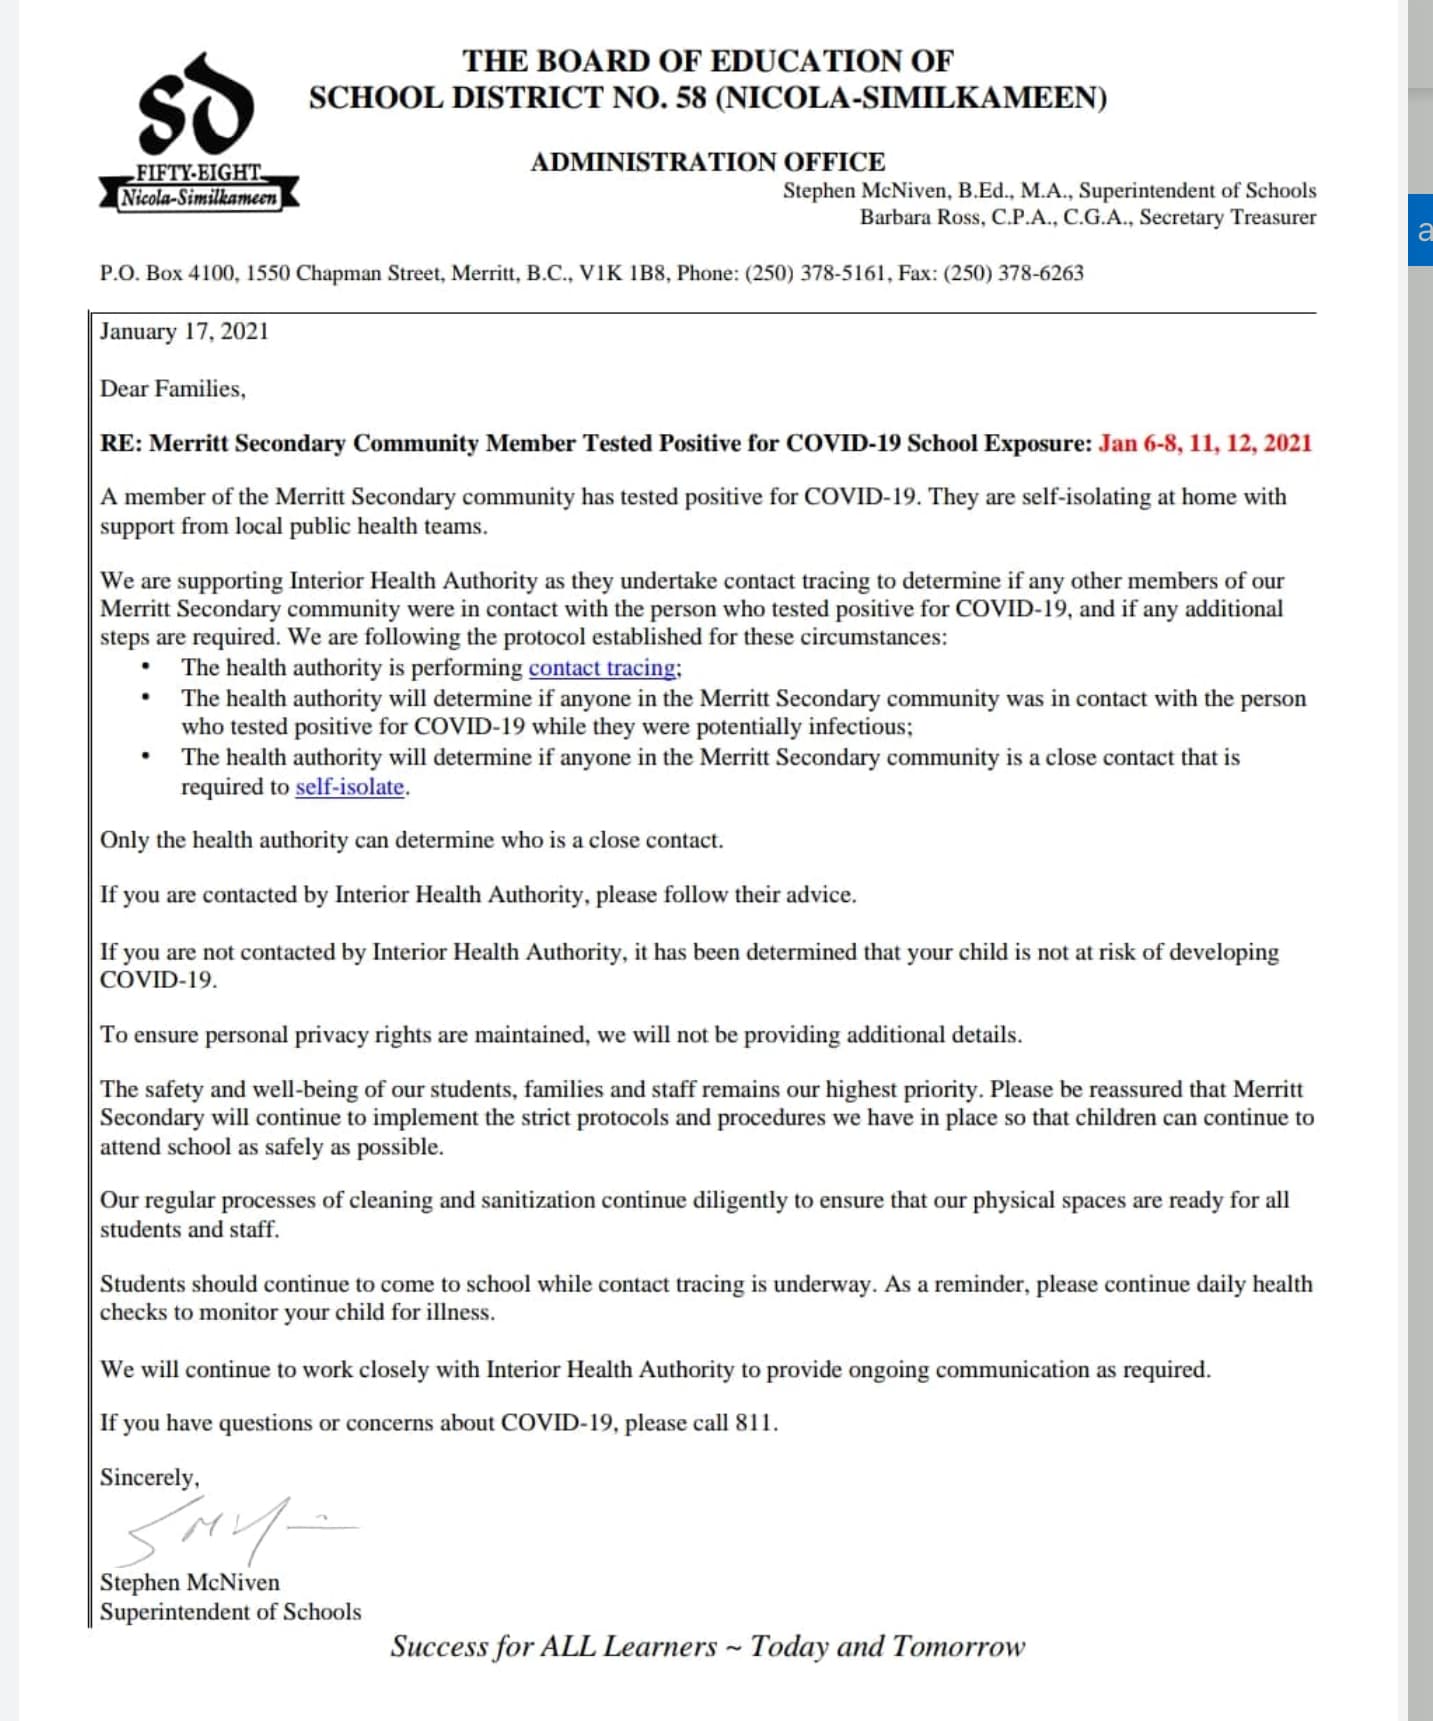 SD
FIFTY-EIGHT
Nicola-Similkameen
THE BOARD OF EDUCATION OF
SCHOOL DISTRICT NO. 58 (NICOLA-SIMILKAMEEN)
ADMINISTRATION OFFICE
Stephen McNiven, B.Ed., M.A., Superintendent of Schools
Barbara Ross, C.P.A., C.G.A., Secretary Treasurer
P.O. Box 4100, 1550 Chapman Street, Merritt, B.C., V1K 1B8, Phone: (250) 378-5161, Fax: (250) 378-6263
a
January 17, 2021
Dear Families,
RE: Merritt Secondary Community Member Tested Positive for COVID-19 School Exposure: Jan 6-8, 11, 12, 2021
A member of the Merritt Secondary community has tested positive for COVID-19. They are self-isolating at home with
support from local public health teams.
We are supporting Interior Health Authority as they undertake contact tracing to determine if any other members of our
Merritt Secondary community were in contact with the person who tested positive for COVID-19, and if any additional
steps are required. We are following the protocol established for these circumstances:
• The health authority is performing contact tracing;
• The health authority will determine if anyone in the Merritt Secondary community was in contact with the person
who tested positive for COVID-19 while they were potentially infectious;
• The health authority will determine if anyone in the Merritt Secondary community is a close contact that is
required to self-isolate.
Only the health authority can determine who is a close contact.
If you are contacted by Interior Health Authority, please follow their advice.
If you are not contacted by Interior Health Authority, it has been determined that your child is not at risk of developing
COVID-19.
To ensure personal privacy rights are maintained, we will not be providing additional details.
The safety and well-being of our students, families and staff remains our highest priority. Please be reassured that Merritt
Secondary will continue to implement the strict protocols and procedures we have in place so that children can continue to
attend school as safely as possible.
Our regular processes of cleaning and sanitization continue diligently to ensure that our physical spaces are ready for all
students and staff.
Students should continue to come to school while contact tracing is underway. As a reminder, please continue daily health
checks to monitor your child for illness.
We will continue to work closely with Interior Health Authority to provide ongoing communication as required.
If you have questions or concerns about COVID-19, please call 811.
Sincerely,
Stephen McNiven
Superintendent of Schools
Success for ALL Learners ~ Today and Tomorrow